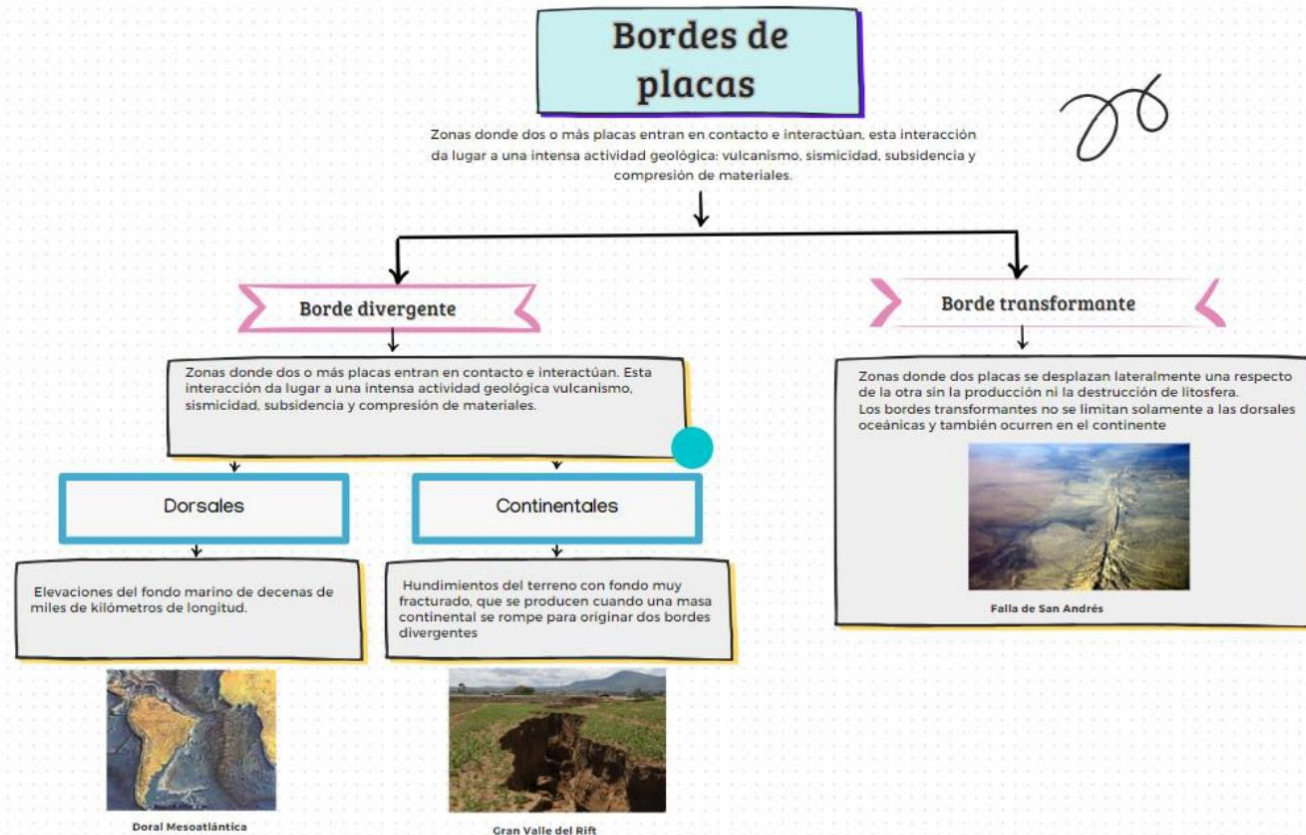 Bordes de
placas
Zonas donde dos o más placas entran en contacto e interactúan, esta interacción
da lugar a una intensa actividad geológica: vulcanismo, sismicidad, subsidencia y
compresión de materiales.
Borde divergente
Zonas donde dos o más placas entran en contacto e interactúan. Esta
interacción da lugar a una intensa actividad geológica vulcanismo,
sismicidad, subsidencia y compresión de materiales.
Dorsales
Elevaciones del fondo marino de decenas de
miles de kilómetros de longitud.
Doral Mesoatlántica
Continentales
Hundimientos del terreno con fondo muy
fracturado, que se producen cuando una masa
continental se rompe para originar dos bordes
divergentes
Gran Valle del Rift
Borde transformante
Zonas donde dos placas se desplazan lateralmente una respecto
de la otra sin la producción ni la destrucción de litosfera.
Los bordes transformantes no se limitan solamente a las dorsales
oceánicas y también ocurren en el continente
Falla de San Andrés